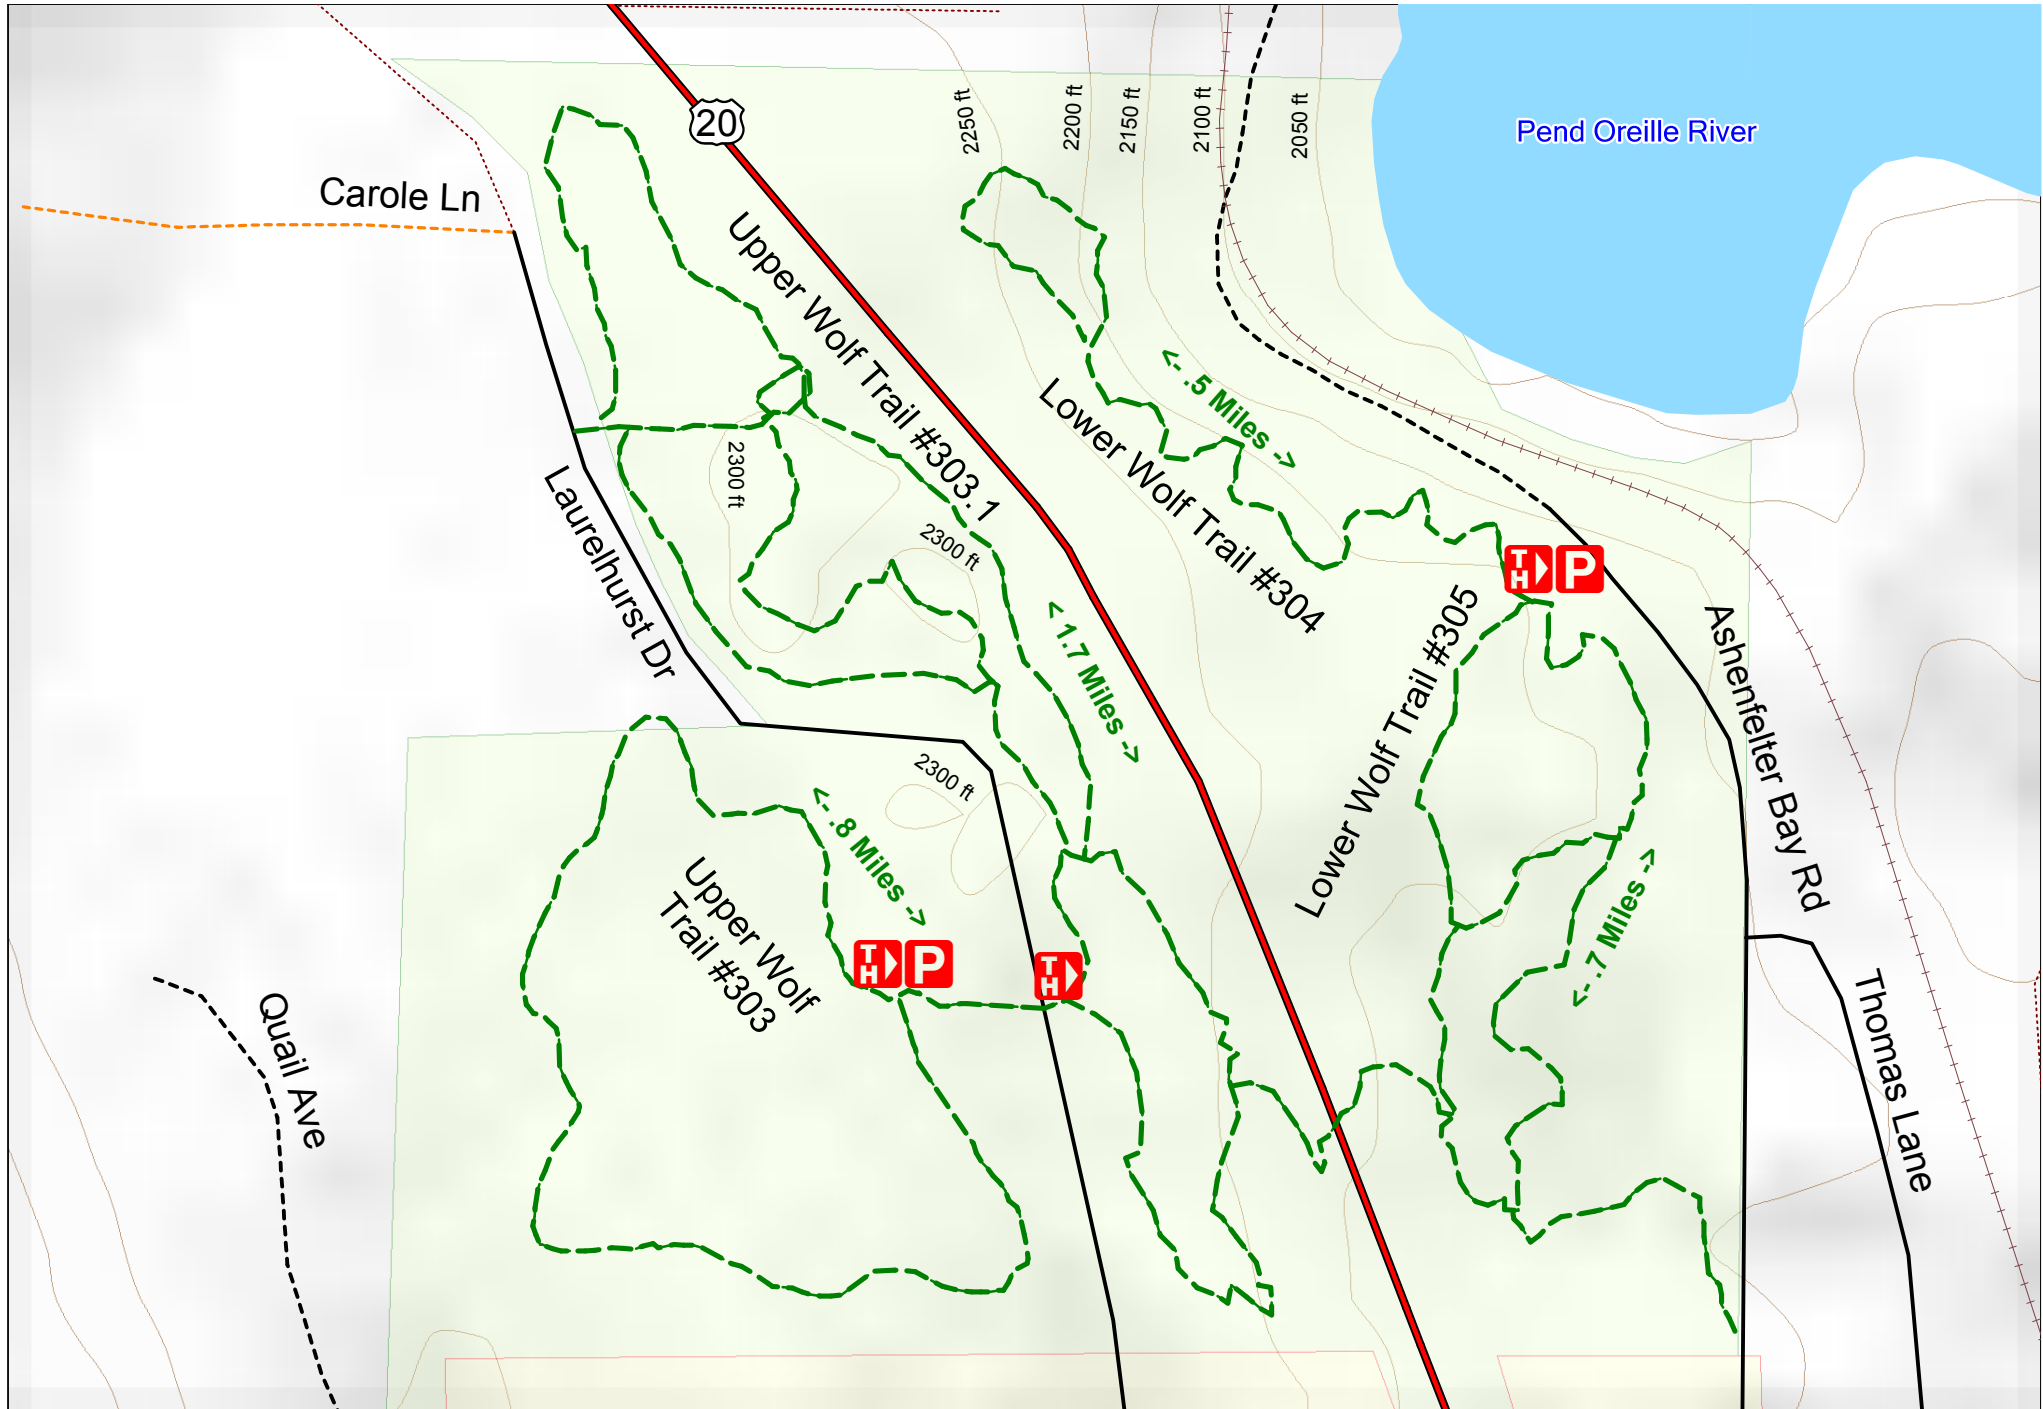 20
Pend Oreille River
2250 ft
2200 ft
2150 ft
2100 ft
2050 ft
Carole Ln
Upper Wolf Trail #303.1
<- .5 Miles ->
Lower Wolf Trail #304
2300 ft
2300 ft
Laurelhurst Dr
TH
P
Lower Wolf Trail #305
< 1.7 Miles ->
Ashenfelter Bay Rd
2300 ft
<- .8 Miles ->
Upper Wolf
Trail #303
TH
P
TH
<- .7 Miles ->
Quail Ave
Thomas Lane